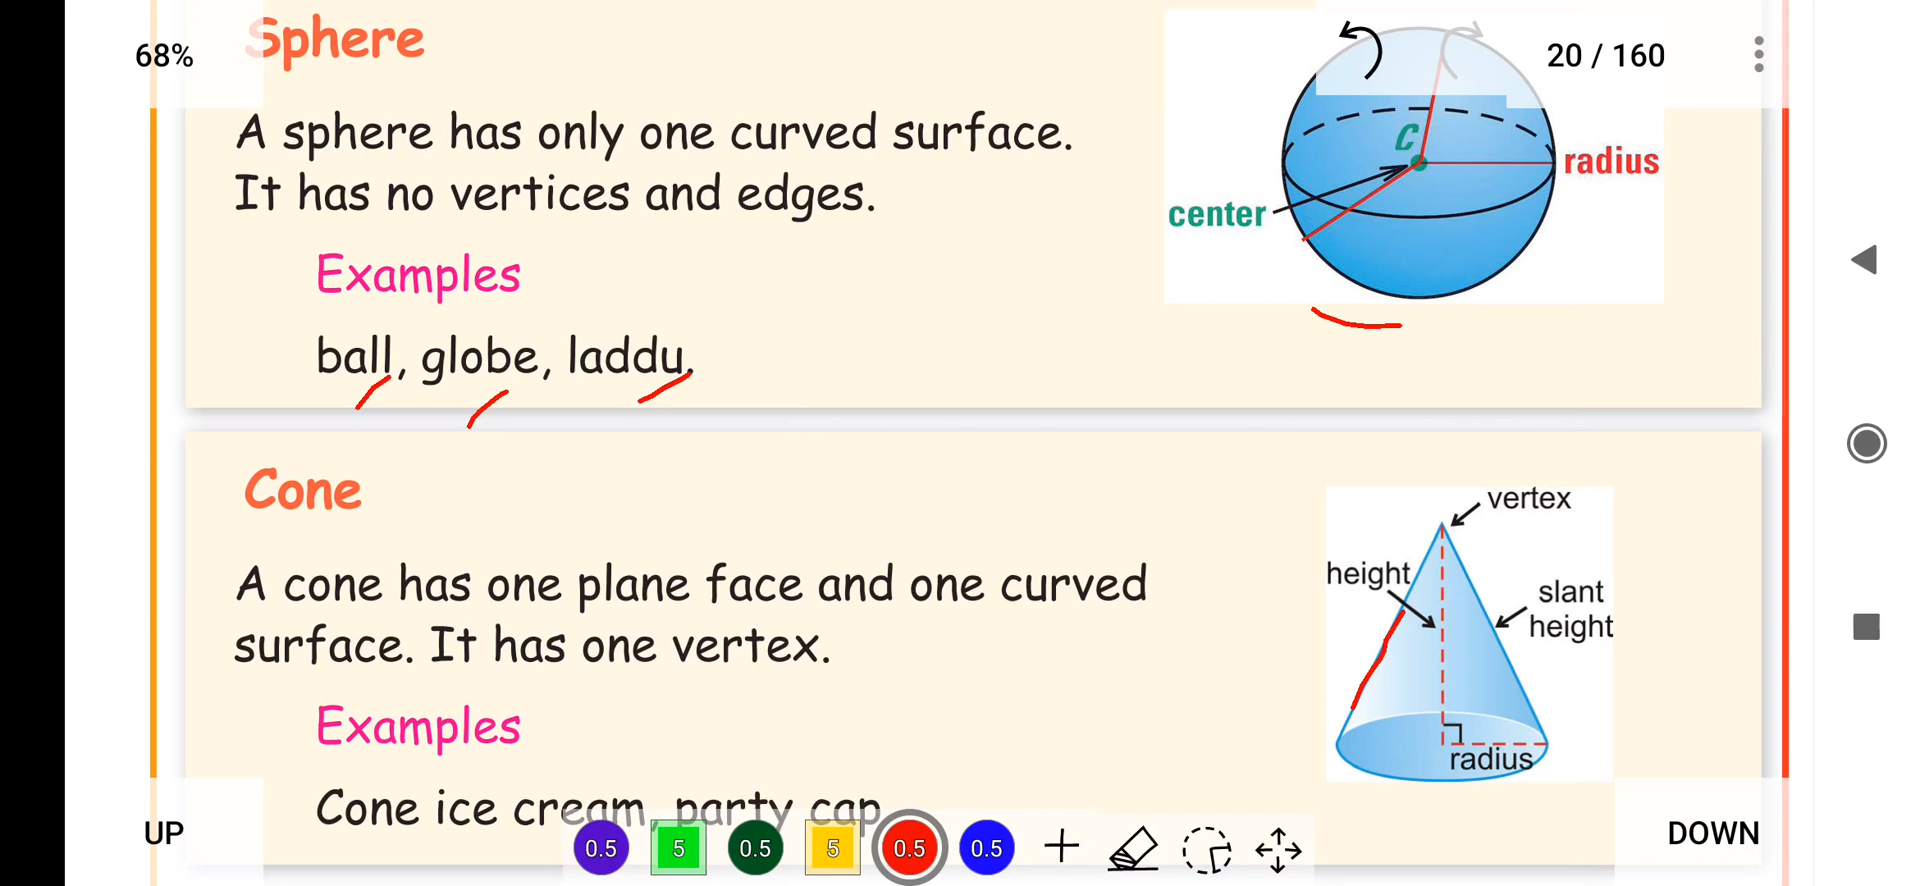 68%
20 / 160
Sphere
A sphere has only one curved surface.
It has no vertices and edges.
Examples
ball, globe, laddu.
C
radius
center
Cone
A cone has one plane face and one curved
surface. It has one vertex.
Examples
Cone ice cream, party cap
vertex
height
slant
height
radius
UP
0.5
5
0.5
5
0.5
0.5
DOWN